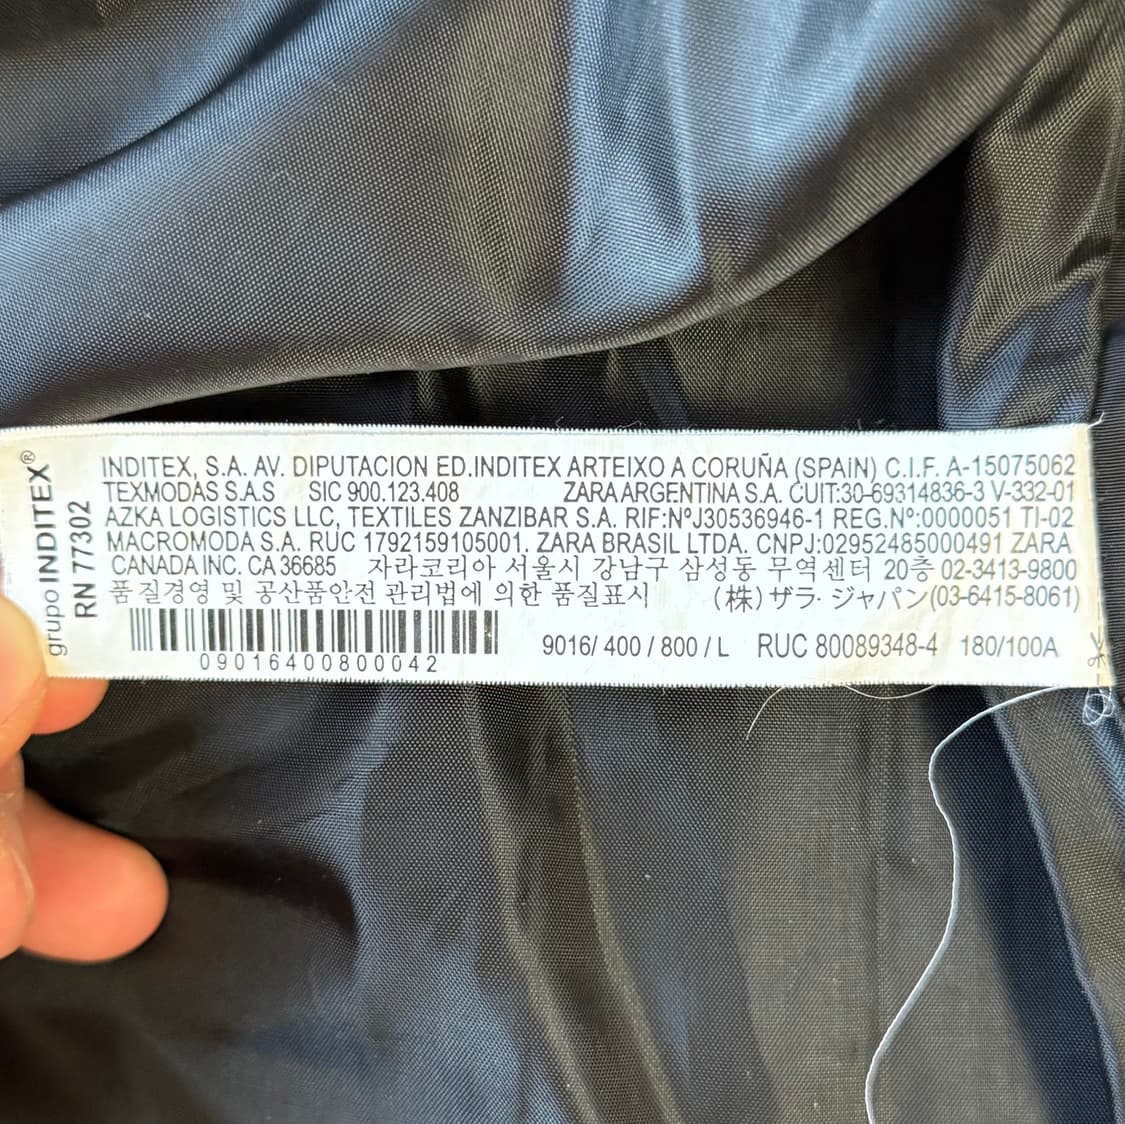 grupo INDITEX®
RN 77302
INDITEX, S.A. AV. DIPUTACION ED.INDITEX ARTEIXO A CORUÑA (SPAIN) C.I.F. A-15075062
TEXMODAS S.A.S SIC 900.123.408 ZARA ARGENTINA S.A. CUIT:30-69314836-3 V-332-01
AZKA LOGISTICS LLC, TEXTILES ZANZIBAR S.A. RIF:NºJ30536946-1 REG.Nº:0000051 TI-02
MACROMODA S.A. RUC 1792159105001. ZARA BRASIL LTDA. CNPJ:02952485000491 ZARA
CANADA INC. CA 36685 자라코리아 서울시 강남구 삼성동 무역센터 20층 02-3413-9800
품질경영 및 공산품안전 관리법에 의한 품질표시 (株)ザラ・ジャパン(03-6415-8061)
9016/ 400 / 800 / L RUC 80089348-4 180/100A
09016400800042